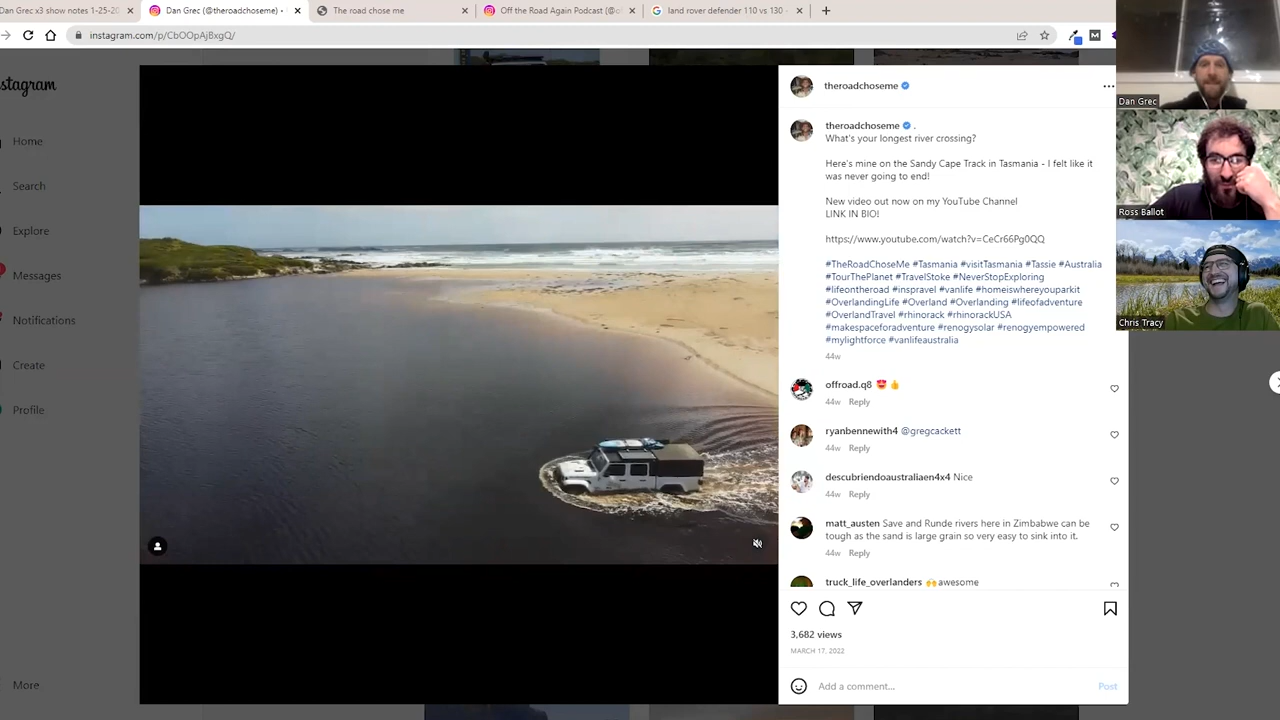 Dan Grec x3 show notes 1-25-20
Dan Grec (@theroadchoseme) •
The road chose me
Off the Road Again Podcast (@o
land rover defender 110 vs 130 -
instagram.com/p/CbOOpAjBxgQ/
stagram
Home
Search
Explore
Messages
Notifications
Create
Profile
More
theroadchoseme
theroadchoseme .
What's your longest river crossing?
Here's mine on the Sandy Cape Track in Tasmania - I felt like it
was never going to end!
New video out now on my YouTube Channel
LINK IN BIO!
https://www.youtube.com/watch?v=CeCr66Pg0QQ
#TheRoadChoseMe #Tasmania #visitTasmania #Tassie #Australia
#TourThePlanet #TravelStoke #NeverStopExploring
#lifeontheroad #inspravel #vanlife #homeiswhereyouparkit
#OverlandingLife #Overland #Overlanding #lifeofadventure
#OverlandTravel #rhinorack #rhinorackUSA
#makespaceforadventure #renogysolar #renogyempowered
#mylightforce #vanlifeaustralia
44w
offroad.q8 🤩 👍
44w Reply
ryanbennewith4 @gregcackett
44w Reply
descubriendoaustraliaen4x4 Nice
44w Reply
matt_austen Save and Runde rivers here in Zimbabwe can be
tough as the sand is large grain so very easy to sink into it.
44w Reply
truck_life_overlanders 🙌 awesome
3,682 views
MARCH 17, 2022
Add a comment...
Post
Dan Grec
Ross Ballot
Chris Tracy